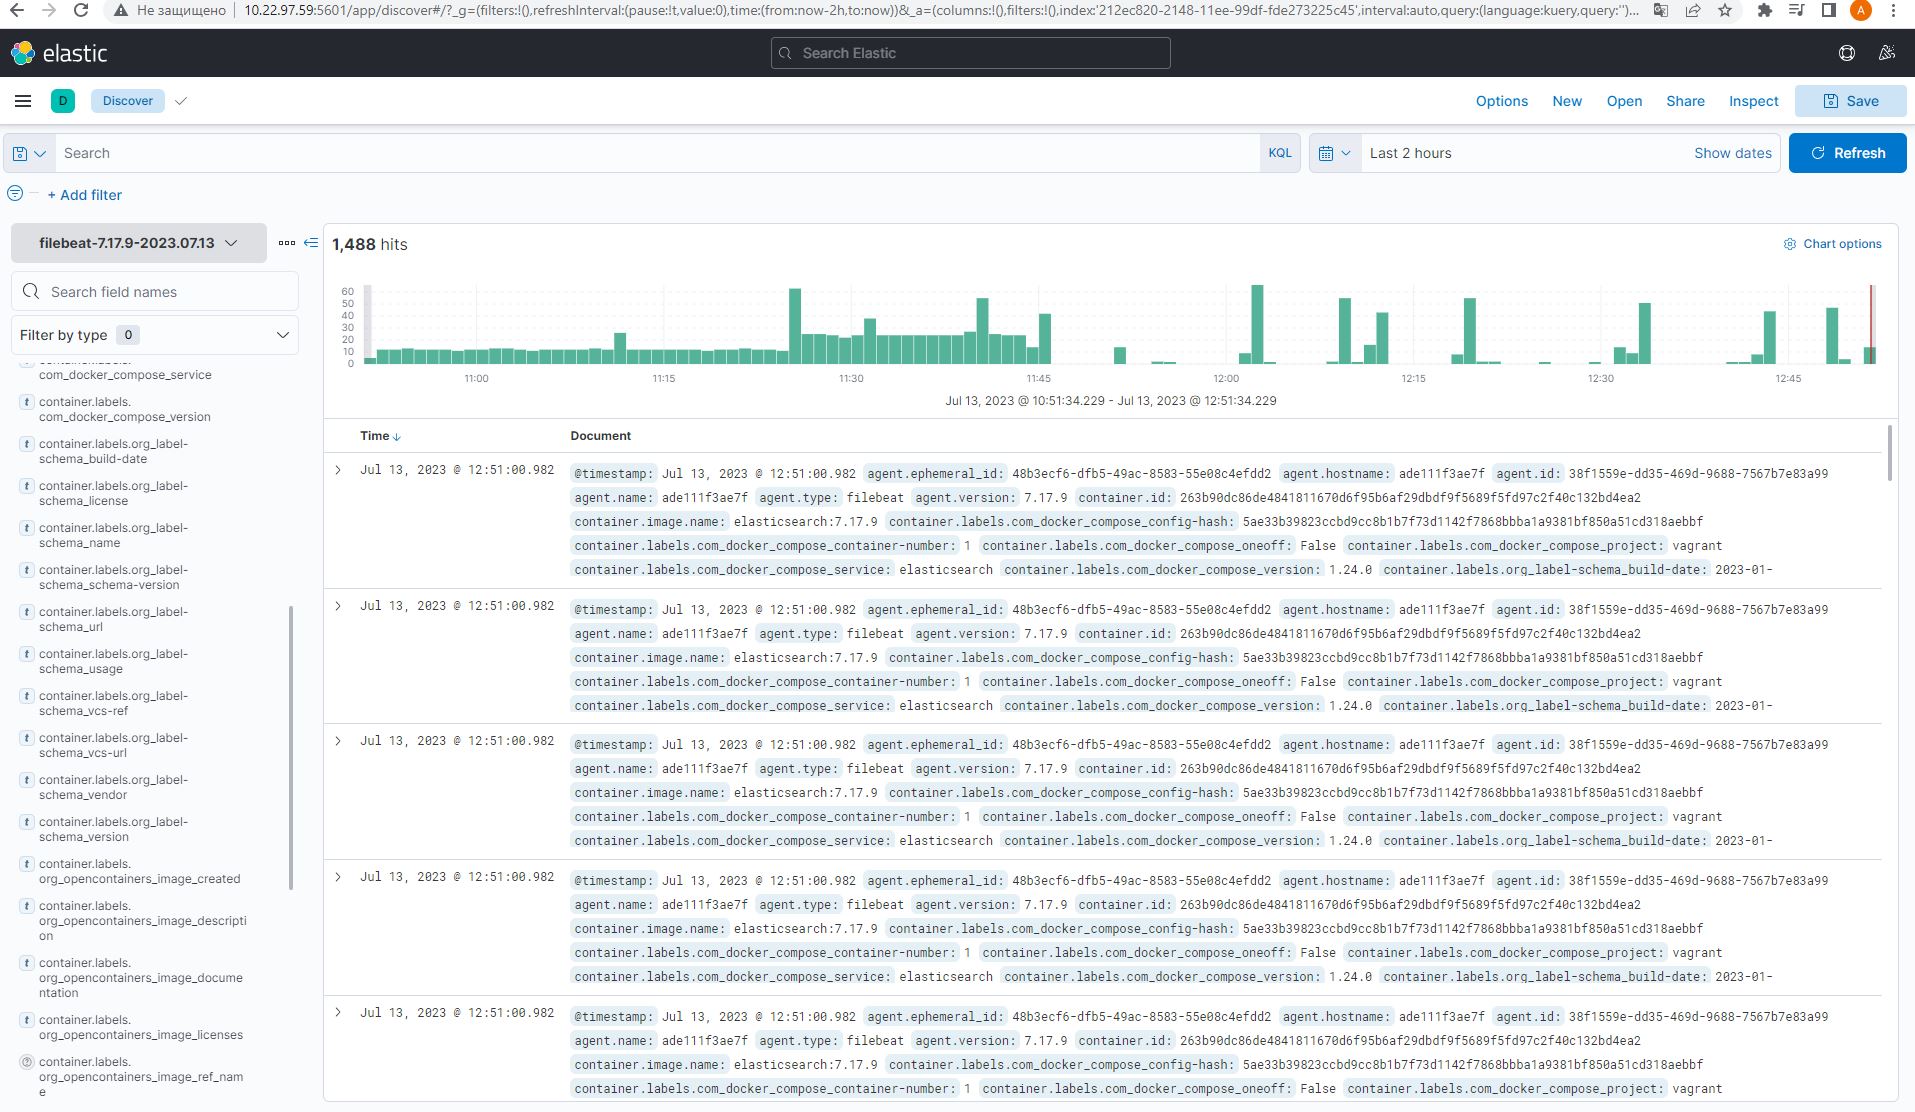 Не защищено 10.22.97.59:5601/app/discover#/?_g=(filters:!(),refreshInterval:(pause:!t,value:0),time:(from:now-2h,to:now))&_a=(columns:!(),filters:!(),index:'212ec820-2148-11ee-99df-fde273225c45',interval:auto,query:(language:kuery,query:'')... A
elastic Search Elastic
D Discover Options New Open Share Inspect Save
Search KQL Last 2 hours Show dates Refresh
+ Add filter
filebeat-7.17.9-2023.07.13
Search field names
Filter by type 0
com_docker_compose_service
container.labels.
com_docker_compose_version
container.labels.org_label-
schema_build-date
container.labels.org_label-
schema_license
container.labels.org_label-
schema_name
container.labels.org_label-
schema_schema-version
container.labels.org_label-
schema_url
container.labels.org_label-
schema_usage
container.labels.org_label-
schema_vcs-ref
container.labels.org_label-
schema_vcs-url
container.labels.org_label-
schema_vendor
container.labels.org_label-
schema_version
container.labels.
org_opencontainers_image_created
container.labels.
org_opencontainers_image_descripti
on
container.labels.
org_opencontainers_image_docume
ntation
container.labels.
org_opencontainers_image_licenses
container.labels.
org_opencontainers_image_ref_nam
e
1,488 hits Chart options
60
50
40
30
20
10
0
11:00 11:15 11:30 11:45 12:00 12:15 12:30 12:45
Jul 13, 2023 @ 10:51:34.229 - Jul 13, 2023 @ 12:51:34.229
Time Document
Jul 13, 2023 @ 12:51:00.982 @timestamp: Jul 13, 2023 @ 12:51:00.982 agent.ephemeral_id: 48b3ecf6-dfb5-49ac-8583-55e08c4efdd2 agent.hostname: ade111f3ae7f agent.id: 38f1559e-dd35-469d-9688-7567b7e83a99
agent.name: ade111f3ae7f agent.type: filebeat agent.version: 7.17.9 container.id: 263b90dc86de4841811670d6f95b6af29dbdf9f5689f5fd97c2f40c132bd4ea2
container.image.name: elasticsearch:7.17.9 container.labels.com_docker_compose_config-hash: 5ae33b39823ccbd9cc8b1b7f73d1142f7868bbba1a9381bf850a51cd318aebbf
container.labels.com_docker_compose_container-number: 1 container.labels.com_docker_compose_oneoff: False container.labels.com_docker_compose_project: vagrant
container.labels.com_docker_compose_service: elasticsearch container.labels.com_docker_compose_version: 1.24.0 container.labels.org_label-schema_build-date: 2023-01-
Jul 13, 2023 @ 12:51:00.982 @timestamp: Jul 13, 2023 @ 12:51:00.982 agent.ephemeral_id: 48b3ecf6-dfb5-49ac-8583-55e08c4efdd2 agent.hostname: ade111f3ae7f agent.id: 38f1559e-dd35-469d-9688-7567b7e83a99
agent.name: ade111f3ae7f agent.type: filebeat agent.version: 7.17.9 container.id: 263b90dc86de4841811670d6f95b6af29dbdf9f5689f5fd97c2f40c132bd4ea2
container.image.name: elasticsearch:7.17.9 container.labels.com_docker_compose_config-hash: 5ae33b39823ccbd9cc8b1b7f73d1142f7868bbba1a9381bf850a51cd318aebbf
container.labels.com_docker_compose_container-number: 1 container.labels.com_docker_compose_oneoff: False container.labels.com_docker_compose_project: vagrant
container.labels.com_docker_compose_service: elasticsearch container.labels.com_docker_compose_version: 1.24.0 container.labels.org_label-schema_build-date: 2023-01-
Jul 13, 2023 @ 12:51:00.982 @timestamp: Jul 13, 2023 @ 12:51:00.982 agent.ephemeral_id: 48b3ecf6-dfb5-49ac-8583-55e08c4efdd2 agent.hostname: ade111f3ae7f agent.id: 38f1559e-dd35-469d-9688-7567b7e83a99
agent.name: ade111f3ae7f agent.type: filebeat agent.version: 7.17.9 container.id: 263b90dc86de4841811670d6f95b6af29dbdf9f5689f5fd97c2f40c132bd4ea2
container.image.name: elasticsearch:7.17.9 container.labels.com_docker_compose_config-hash: 5ae33b39823ccbd9cc8b1b7f73d1142f7868bbba1a9381bf850a51cd318aebbf
container.labels.com_docker_compose_container-number: 1 container.labels.com_docker_compose_oneoff: False container.labels.com_docker_compose_project: vagrant
container.labels.com_docker_compose_service: elasticsearch container.labels.com_docker_compose_version: 1.24.0 container.labels.org_label-schema_build-date: 2023-01-
Jul 13, 2023 @ 12:51:00.982 @timestamp: Jul 13, 2023 @ 12:51:00.982 agent.ephemeral_id: 48b3ecf6-dfb5-49ac-8583-55e08c4efdd2 agent.hostname: ade111f3ae7f agent.id: 38f1559e-dd35-469d-9688-7567b7e83a99
agent.name: ade111f3ae7f agent.type: filebeat agent.version: 7.17.9 container.id: 263b90dc86de4841811670d6f95b6af29dbdf9f5689f5fd97c2f40c132bd4ea2
container.image.name: elasticsearch:7.17.9 container.labels.com_docker_compose_config-hash: 5ae33b39823ccbd9cc8b1b7f73d1142f7868bbba1a9381bf850a51cd318aebbf
container.labels.com_docker_compose_container-number: 1 container.labels.com_docker_compose_oneoff: False container.labels.com_docker_compose_project: vagrant
container.labels.com_docker_compose_service: elasticsearch container.labels.com_docker_compose_version: 1.24.0 container.labels.org_label-schema_build-date: 2023-01-
Jul 13, 2023 @ 12:51:00.982 @timestamp: Jul 13, 2023 @ 12:51:00.982 agent.ephemeral_id: 48b3ecf6-dfb5-49ac-8583-55e08c4efdd2 agent.hostname: ade111f3ae7f agent.id: 38f1559e-dd35-469d-9688-7567b7e83a99
agent.name: ade111f3ae7f agent.type: filebeat agent.version: 7.17.9 container.id: 263b90dc86de4841811670d6f95b6af29dbdf9f5689f5fd97c2f40c132bd4ea2
container.image.name: elasticsearch:7.17.9 container.labels.com_docker_compose_config-hash: 5ae33b39823ccbd9cc8b1b7f73d1142f7868bbba1a9381bf850a51cd318aebbf
container.labels.com_docker_compose_container-number: 1 container.labels.com_docker_compose_oneoff: False container.labels.com_docker_compose_project: vagrant